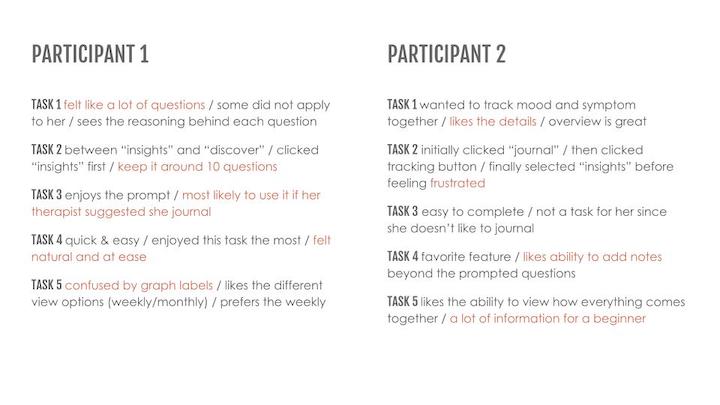 PARTICIPANT 1
TASK 1 felt like a lot of questions / some did not apply
to her / sees the reasoning behind each question
TASK 2 between “insights” and “discover” / clicked
“insights” first / keep it around 10 questions
TASK 3 enjoys the prompt / most likely to use it if her
therapist suggested she journal
TASK 4 quick & easy / enjoyed this task the most / felt
natural and at ease
TASK 5 confused by graph labels / likes the different
view options (weekly/monthly) / prefers the weekly
PARTICIPANT 2
TASK 1 wanted to track mood and symptom
together / likes the details / overview is great
TASK 2 initially clicked “journal” / then clicked
tracking button / finally selected “insights” before
feeling frustrated
TASK 3 easy to complete / not a task for her since
she doesn’t like to journal
TASK 4 favorite feature / likes ability to add notes
beyond the prompted questions
TASK 5 likes the ability to view how everything comes
together / a lot of information for a beginner